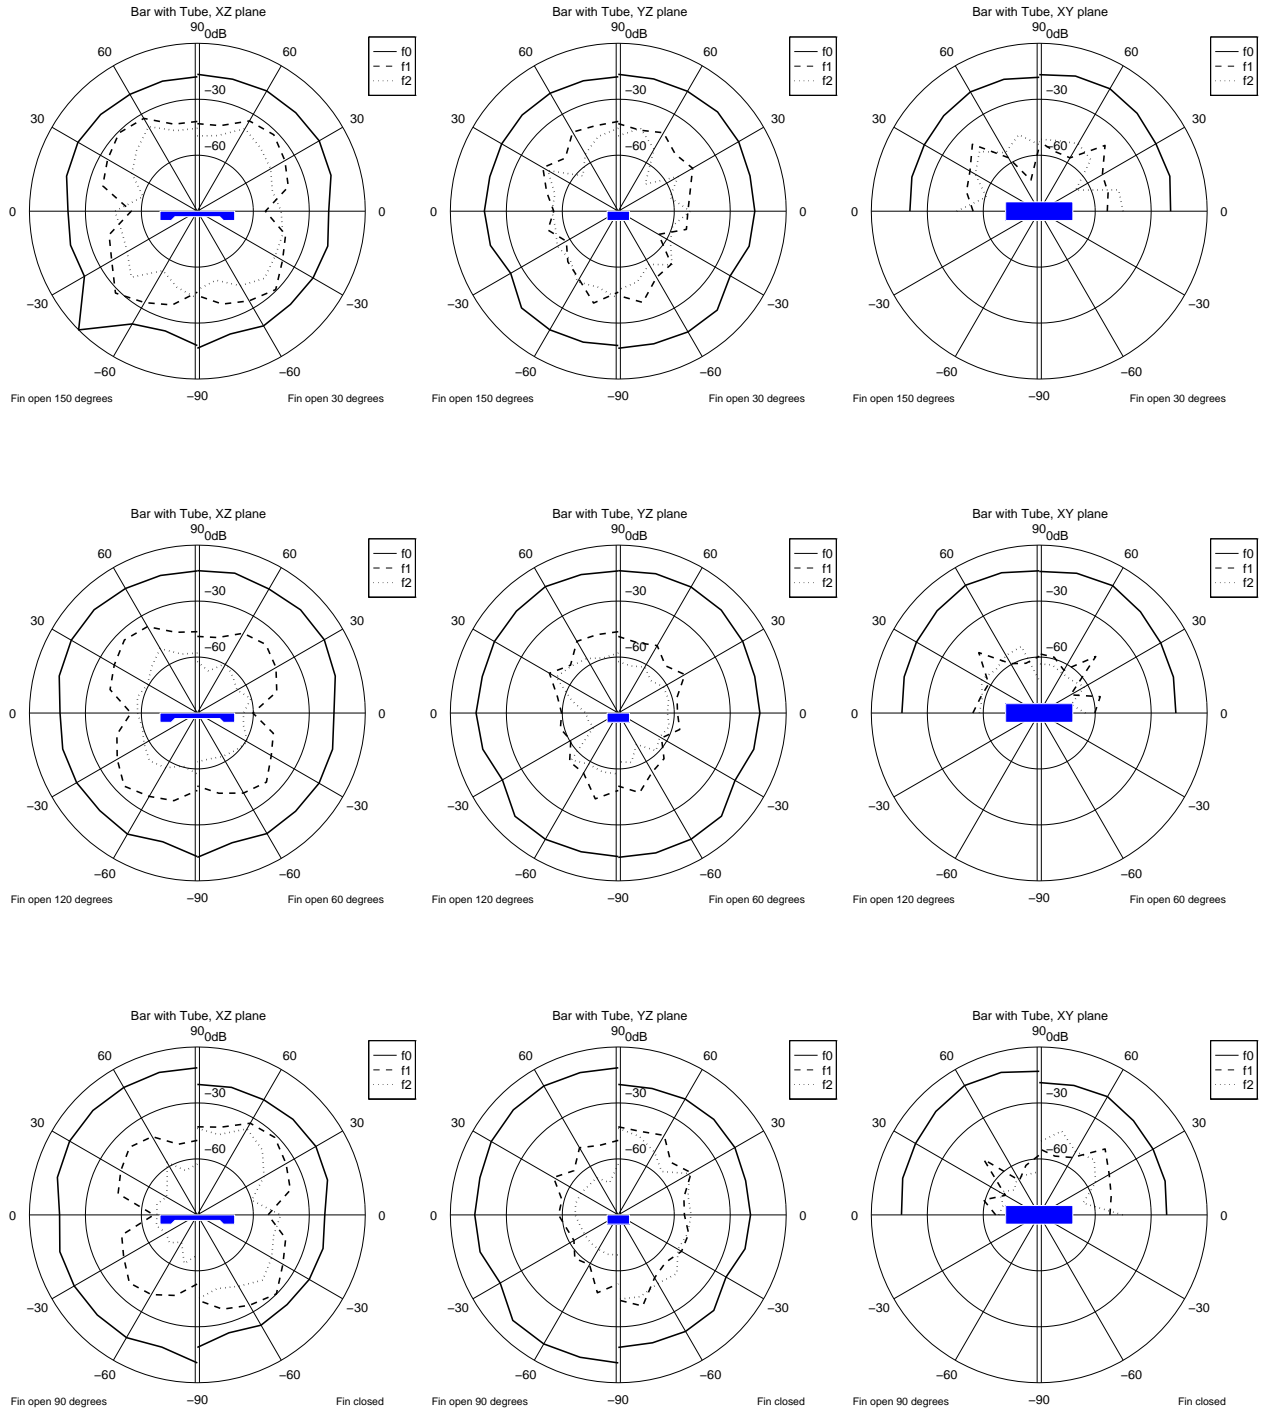 Bar with Tube, XZ plane
90
0dB
60
60
f0
f1
f2
−30
30
30
−60
0
0
−30
−30
−60
−60
−90
Fin open 150 degrees
Fin open 30 degrees
Bar with Tube, YZ plane
90
0dB
60
60
f0
f1
f2
−30
30
30
−60
0
0
−30
−30
−60
−60
−90
Fin open 150 degrees
Fin open 30 degrees
Bar with Tube, XY plane
90
0dB
60
60
f0
f1
f2
−30
30
30
−60
0
0
−30
−30
−60
−60
−90
Fin open 150 degrees
Fin open 30 degrees
Bar with Tube, XZ plane
90
0dB
60
60
f0
f1
f2
−30
30
30
−60
0
0
−30
−30
−60
−60
−90
Fin open 120 degrees
Fin open 60 degrees
Bar with Tube, YZ plane
90
0dB
60
60
f0
f1
f2
−30
30
30
−60
0
0
−30
−30
−60
−60
−90
Fin open 120 degrees
Fin open 60 degrees
Bar with Tube, XY plane
90
0dB
60
60
f0
f1
f2
−30
30
30
−60
0
0
−30
−30
−60
−60
−90
Fin open 120 degrees
Fin open 60 degrees
Bar with Tube, XZ plane
90
0dB
60
60
f0
f1
f2
−30
30
30
−60
0
0
−30
−30
−60
−60
−90
Fin open 90 degrees
Fin closed
Bar with Tube, YZ plane
90
0dB
60
60
f0
f1
f2
−30
30
30
−60
0
0
−30
−30
−60
−60
−90
Fin open 90 degrees
Fin closed
Bar with Tube, XY plane
90
0dB
60
60
f0
f1
f2
−30
30
30
−60
0
0
−30
−30
−60
−60
−90
Fin open 90 degrees
Fin closed